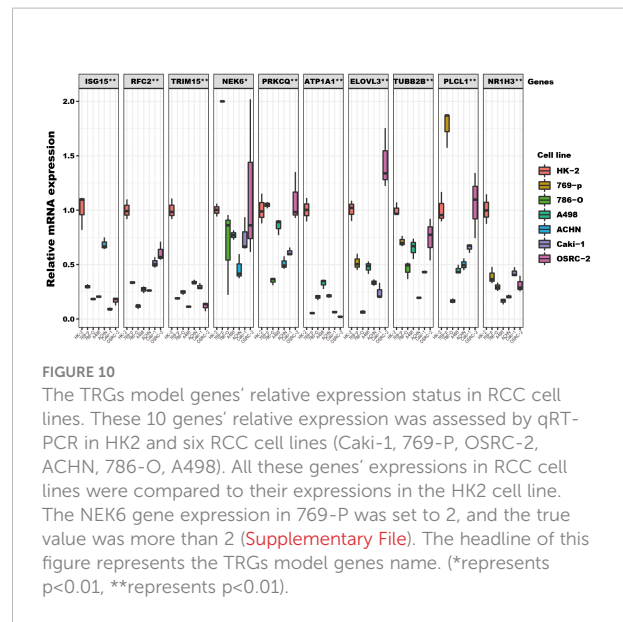 ISG15** RFC2** TRIM15** NEK6* PRKCQ** ATP1A1** ELOVL3** TUBB2B** PLCL1** NR1H3** Genes
2.0
1.5
1.0
0.5
0.0
Relative mRNA expression
Cell line
HK-2
769-p
786-O
A498
ACHN
Caki-1
OSRC-2
FIGURE 10
The TRGs model genes’ relative expression status in RCC cell
lines. These 10 genes’ relative expression was assessed by qRT-
PCR in HK2 and six RCC cell lines (Caki-1, 769-P, OSRC-2,
ACHN, 786-O, A498). All these genes’ expressions in RCC cell
lines were compared to their expressions in the HK2 cell line.
The NEK6 gene expression in 769-P was set to 2, and the true
value was more than 2 (Supplementary File). The headline of this
figure represents the TRGs model genes name. (*represents
p<0.01, **represents p<0.01).